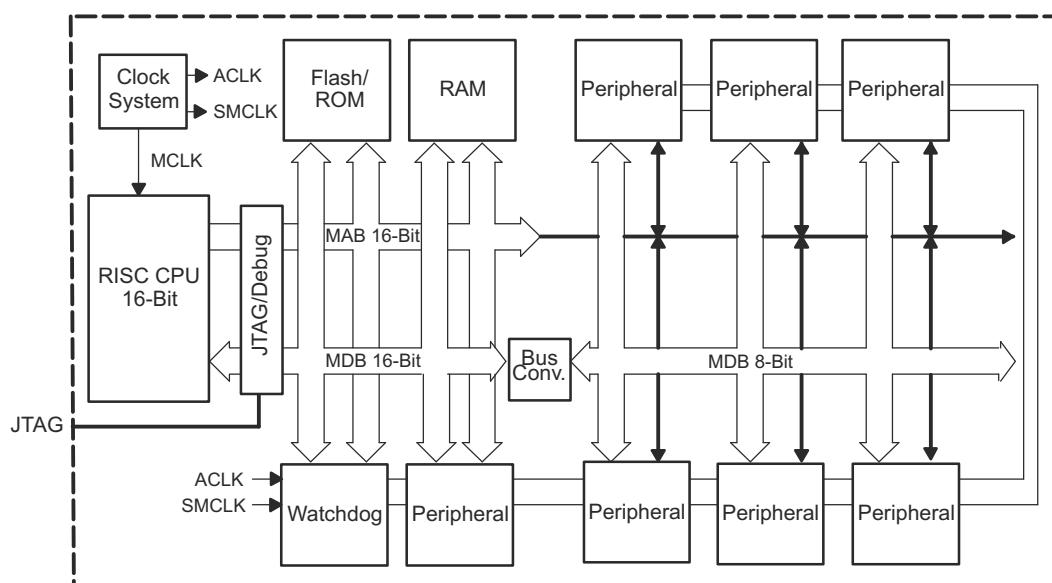 Clock
System
ACLK
SMCLK
MCLK
Flash/
ROM
RAM
Peripheral
Peripheral
Peripheral
RISC CPU
16-Bit
JTAG/Debug
MAB 16-Bit
MDB 16-Bit
Bus
Conv.
MDB 8-Bit
JTAG
ACLK
SMCLK
Watchdog
Peripheral
Peripheral
Peripheral
Peripheral